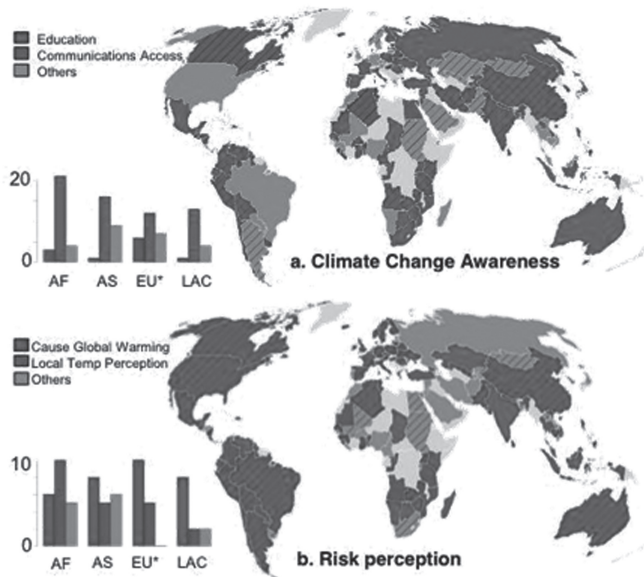 Education
Communications Access
Others
20
0
AF AS EU* LAC
a. Climate Change Awareness
Cause Global Warming
Local Temp Perception
Others
10
0
AF AS EU* LAC
b. Risk perception